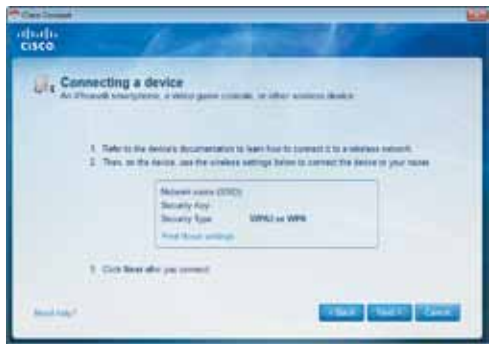 Cisco Connect
CISCO
Connecting a device
An iPhone® smartphone, a video game console, or other wireless device
1. Refer to the device's documentation to learn how to connect it to a wireless network.
2. Then, on the device, use the wireless settings below to connect the device to your router.
Network name (SSID)
Security Key
Security Type WPA2 or WPA
Print these settings
3. Click Next after you connect.
Need help?
< Back
Next >
Cancel